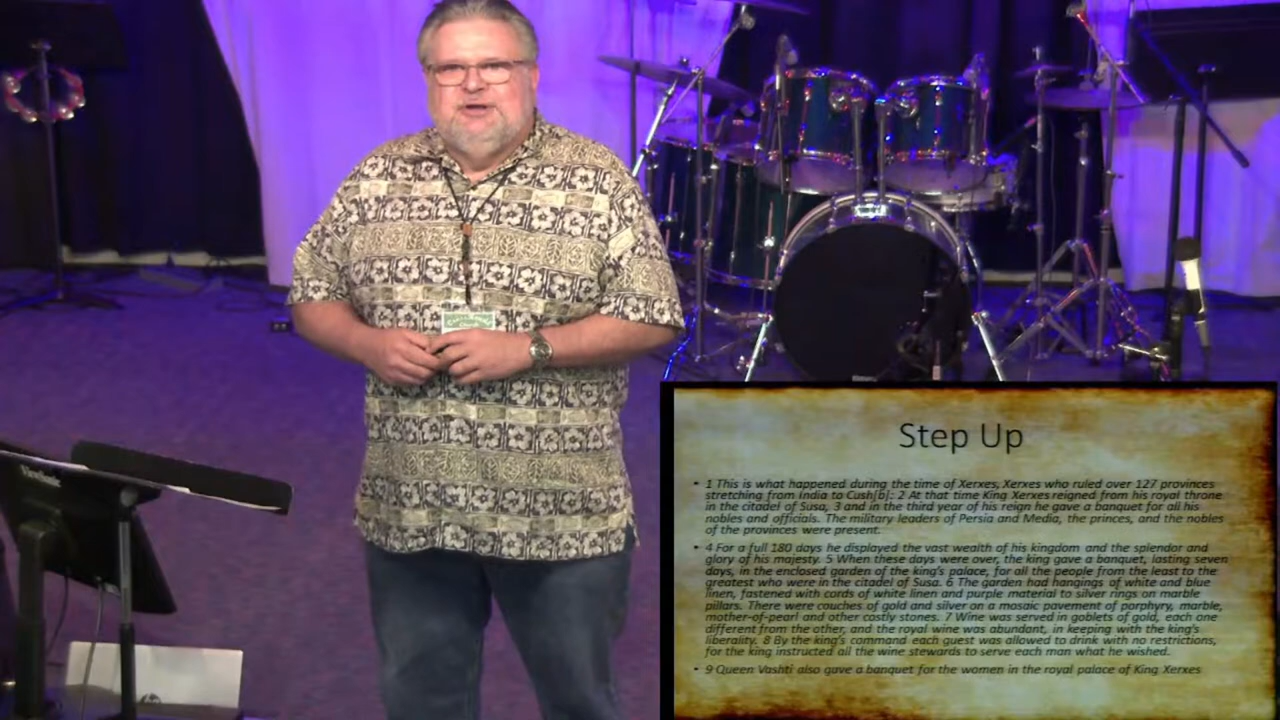 Step Up
• 1 This is what happened during the time of Xerxes, Xerxes who ruled over 127 provinces
stretching from India to Cush[b]: 2 At that time King Xerxes reigned from his royal throne
in the citadel of Susa, 3 and in the third year of his reign he gave a banquet for all his
nobles and officials. The military leaders of Persia and Media, the princes, and the nobles
of the provinces were present.
• 4 For a full 180 days he displayed the vast wealth of his kingdom and the splendor and
glory of his majesty. 5 When these days were over, the king gave a banquet, lasting seven
days, in the enclosed garden of the king's palace, for all the people from the least to the
greatest who were in the citadel of Susa. 6 The garden had hangings of white and blue
linen, fastened with cords of white linen and purple material to silver rings on marble
pillars. There were couches of gold and silver on a mosaic pavement of porphyry, marble,
mother-of-pearl and other costly stones. 7 Wine was served in goblets of gold, each one
different from the other, and the royal wine was abundant, in keeping with the king's
liberality. 8 By the king's command each guest was allowed to drink with no restrictions,
for the king instructed all the wine stewards to serve each man what he wished.
• 9 Queen Vashti also gave a banquet for the women in the royal palace of King Xerxes
ViewSonic